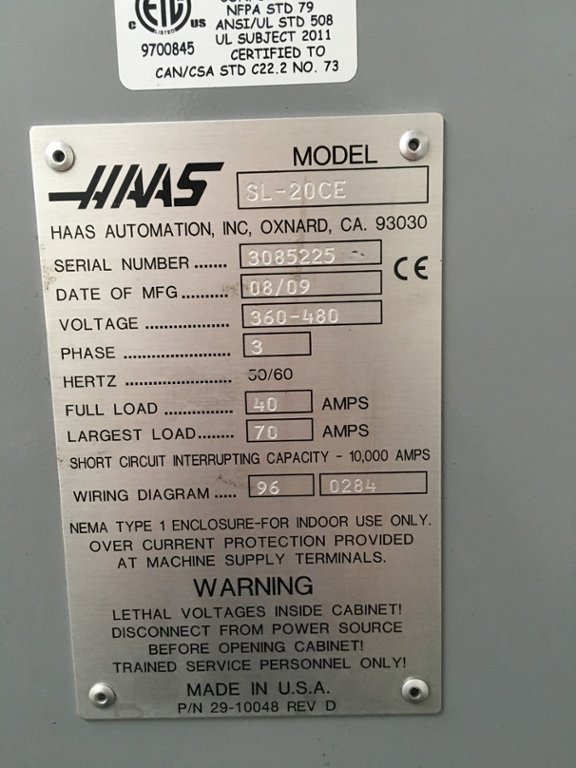 NFPA STD 79
C ETL US
LISTED
ANSI/UL STD 508
UL SUBJECT 2011
9700845
CERTIFIED TO
CAN/CSA STD C22.2 NO. 73
HAAS
MODEL
SL-20CE
HAAS AUTOMATION, INC, OXNARD, CA. 93030
SERIAL NUMBER ....... 3085225
CE
DATE OF MFG.......... 08/09
VOLTAGE .................. 360-480
PHASE ....................... 3
HERTZ ....................... 50/60
FULL LOAD ............... 40 AMPS
LARGEST LOAD........ 70 AMPS
SHORT CIRCUIT INTERRUPTING CAPACITY - 10,000 AMPS
WIRING DIAGRAM ..... 96 0284
NEMA TYPE 1 ENCLOSURE-FOR INDOOR USE ONLY.
OVER CURRENT PROTECTION PROVIDED
AT MACHINE SUPPLY TERMINALS.
WARNING
LETHAL VOLTAGES INSIDE CABINET!
DISCONNECT FROM POWER SOURCE
BEFORE OPENING CABINET!
TRAINED SERVICE PERSONNEL ONLY!
MADE IN U.S.A.
P/N 29-10048 REV D